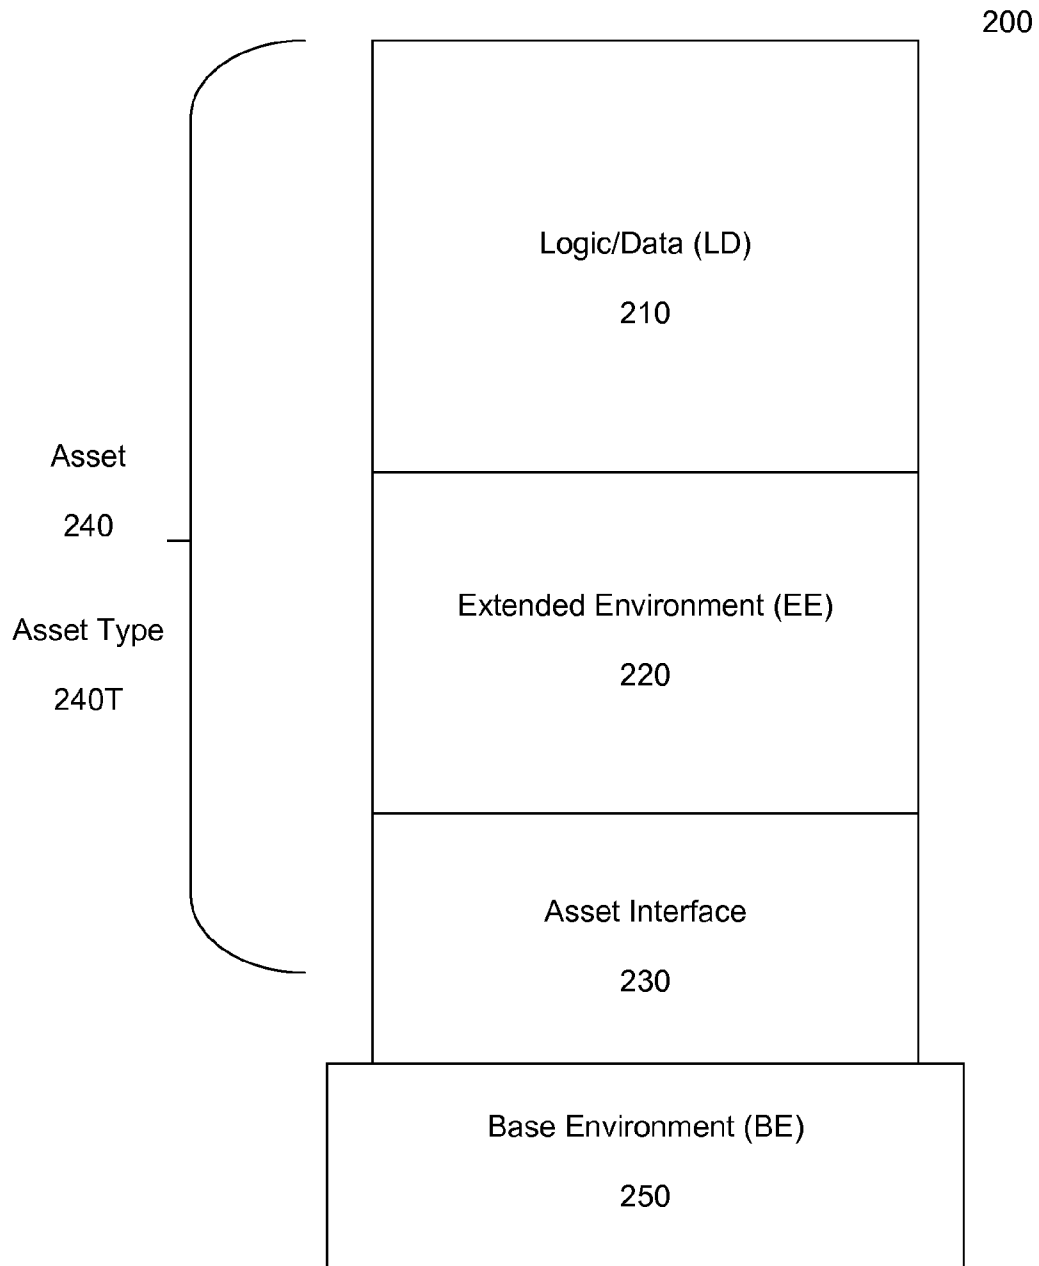 200
Logic/Data (LD)
210
Asset
240
Extended Environment (EE)
Asset Type
220
240T
Asset Interface
230
Base Environment (BE)
250